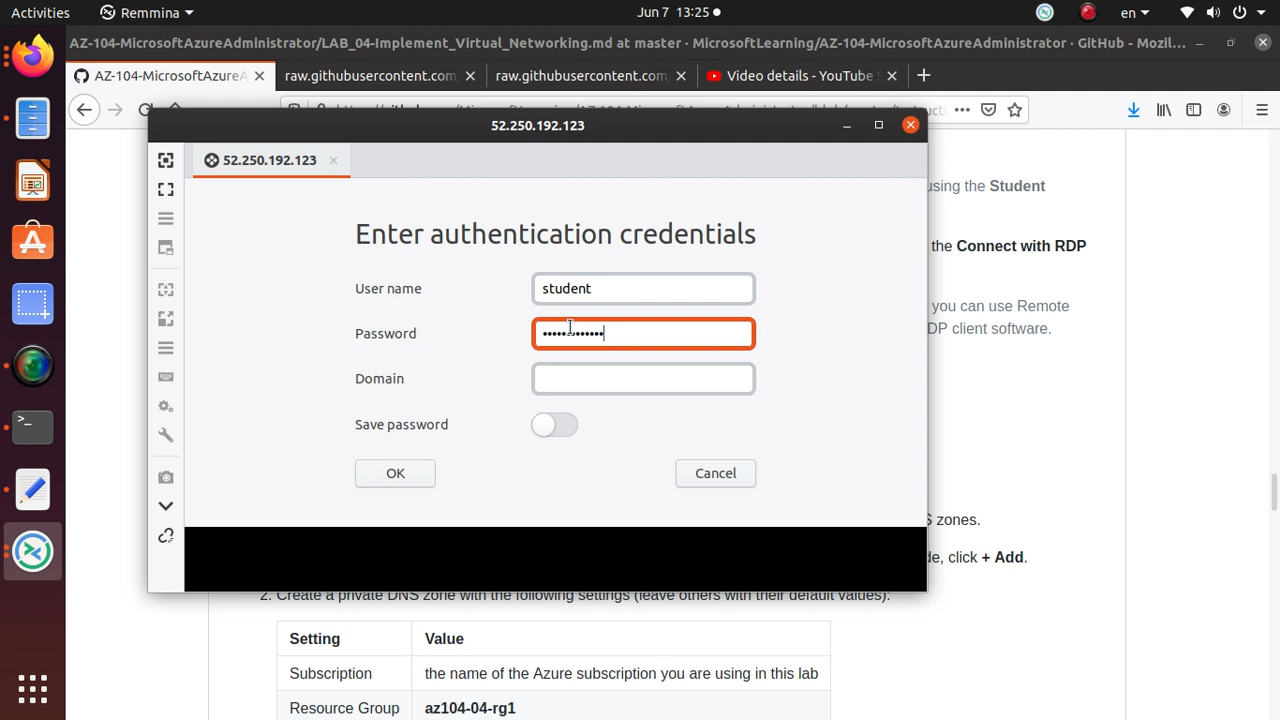 Activities
Remmina
Jun 7 13:25
en
AZ-104-MicrosoftAzureAdministrator/LAB_04-Implement_Virtual_Networking.md at master · MicrosoftLearning/AZ-104-MicrosoftAzureAdministrator · GitHub - Mozil...
AZ-104-MicrosoftAzureA
raw.githubusercontent.com
raw.githubusercontent.com
Video details - YouTube S
52.250.192.123
52.250.192.123
using the Student
Enter authentication credentials
the Connect with RDP
User name
student
you can use Remote
DP client software.
Password
•••••••••••••
Domain
Save password
OK
Cancel
S zones.
de, click + Add.
2. Create a private DNS zone with the following settings (leave others with their default values):
Setting Value
Subscription the name of the Azure subscription you are using in this lab
Resource Group az104-04-rg1